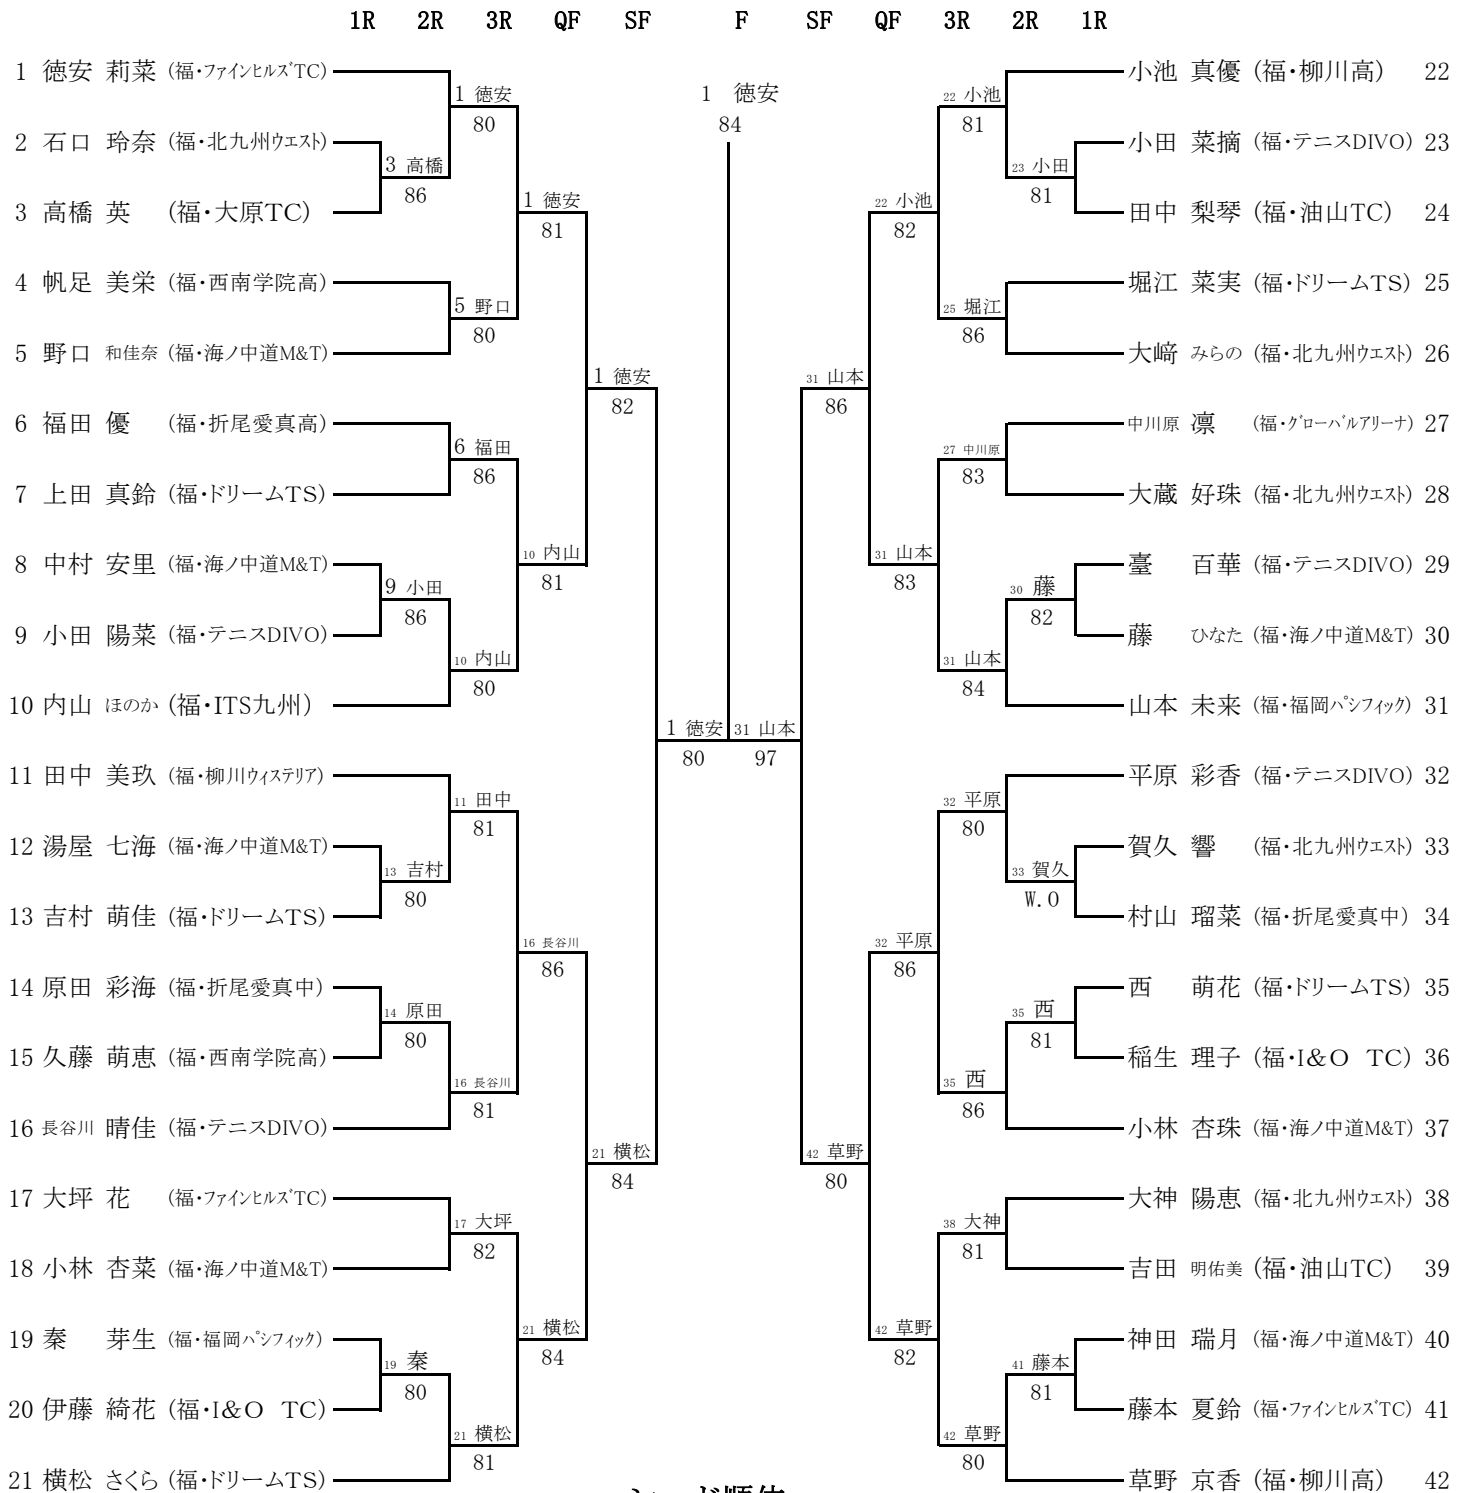 1R 2R 3R QF SF F SF QF 3R 2R 1R
1 徳安 莉菜 (福・ファインヒルズTC)
2 石口 玲奈 (福・北九州ウエスト)
3 高橋 英 (福・大原TC)
4 帆足 美栄 (福・西南学院高)
5 野口 和佳奈 (福・海ノ中道M&T)
6 福田 優 (福・折尾愛真高)
7 上田 真鈴 (福・ドリームTS)
8 中村 安里 (福・海ノ中道M&T)
9 小田 陽菜 (福・テニスDIVO)
10 内山 ほのか (福・ITS九州)
11 田中 美玖 (福・柳川ウィステリア)
12 湯屋 七海 (福・海ノ中道M&T)
13 吉村 萌佳 (福・ドリームTS)
14 原田 彩海 (福・折尾愛真中)
15 久藤 萌恵 (福・西南学院高)
16 長谷川 晴佳 (福・テニスDIVO)
17 大坪 花 (福・ファインヒルズTC)
18 小林 杏菜 (福・海ノ中道M&T)
19 秦 芽生 (福・福岡パシフィック)
20 伊藤 綺花 (福・I&O TC)
21 横松 さくら (福・ドリームTS)
3 高橋
86
9 小田
86
13 吉村
80
14 原田
80
19 秦
80
1 徳安
80
5 野口
80
6 福田
86
10 内山
80
11 田中
81
16 長谷川
81
17 大坪
82
21 横松
81
1 徳安
81
10 内山
81
16 長谷川
86
21 横松
84
1 徳安
82
21 横松
84
1 徳安
80
1 徳安
84
31 山本
97
31 山本
86
42 草野
80
22 小池
82
31 山本
83
32 平原
86
42 草野
82
22 小池
81
25 堀江
86
27 中川原
83
31 山本
84
32 平原
80
35 西
86
38 大神
81
42 草野
80
23 小田
81
30 藤
82
33 賀久
W.O
35 西
81
41 藤本
81
小池 真優 (福・柳川高) 22
小田 菜摘 (福・テニスDIVO) 23
田中 梨琴 (福・油山TC) 24
堀江 菜実 (福・ドリームTS) 25
大﨑 みらの (福・北九州ウエスト) 26
中川原 凛 (福・グローバルアリーナ) 27
大蔵 好珠 (福・北九州ウエスト) 28
臺 百華 (福・テニスDIVO) 29
藤 ひなた (福・海ノ中道M&T) 30
山本 未来 (福・福岡パシフィック) 31
平原 彩香 (福・テニスDIVO) 32
賀久 響 (福・北九州ウエスト) 33
村山 瑠菜 (福・折尾愛真中) 34
西 萌花 (福・ドリームTS) 35
稲生 理子 (福・I&O TC) 36
小林 杏珠 (福・海ノ中道M&T) 37
大神 陽恵 (福・北九州ウエスト) 38
吉田 明佑美 (福・油山TC) 39
神田 瑞月 (福・海ノ中道M&T) 40
藤本 夏鈴 (福・ファインヒルズTC) 41
草野 京香 (福・柳川高) 42